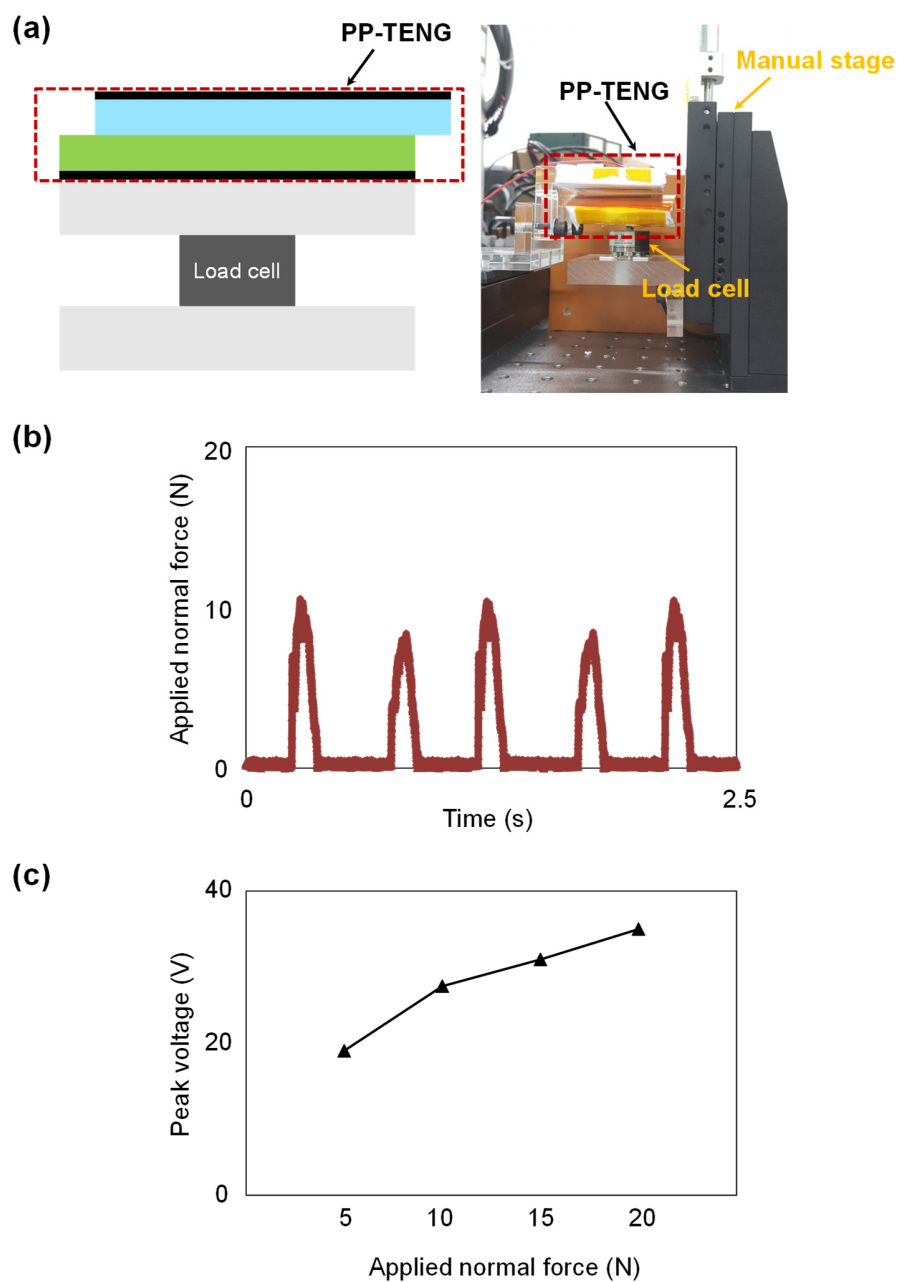 (a)
PP-TENG
Load cell
PP-TENG
Manual stage
Load cell
(b)
Applied normal force (N)
20
10
0
0
2.5
Time (s)
(c)
Peak voltage (V)
40
20
0
5
10
15
20
Applied normal force (N)